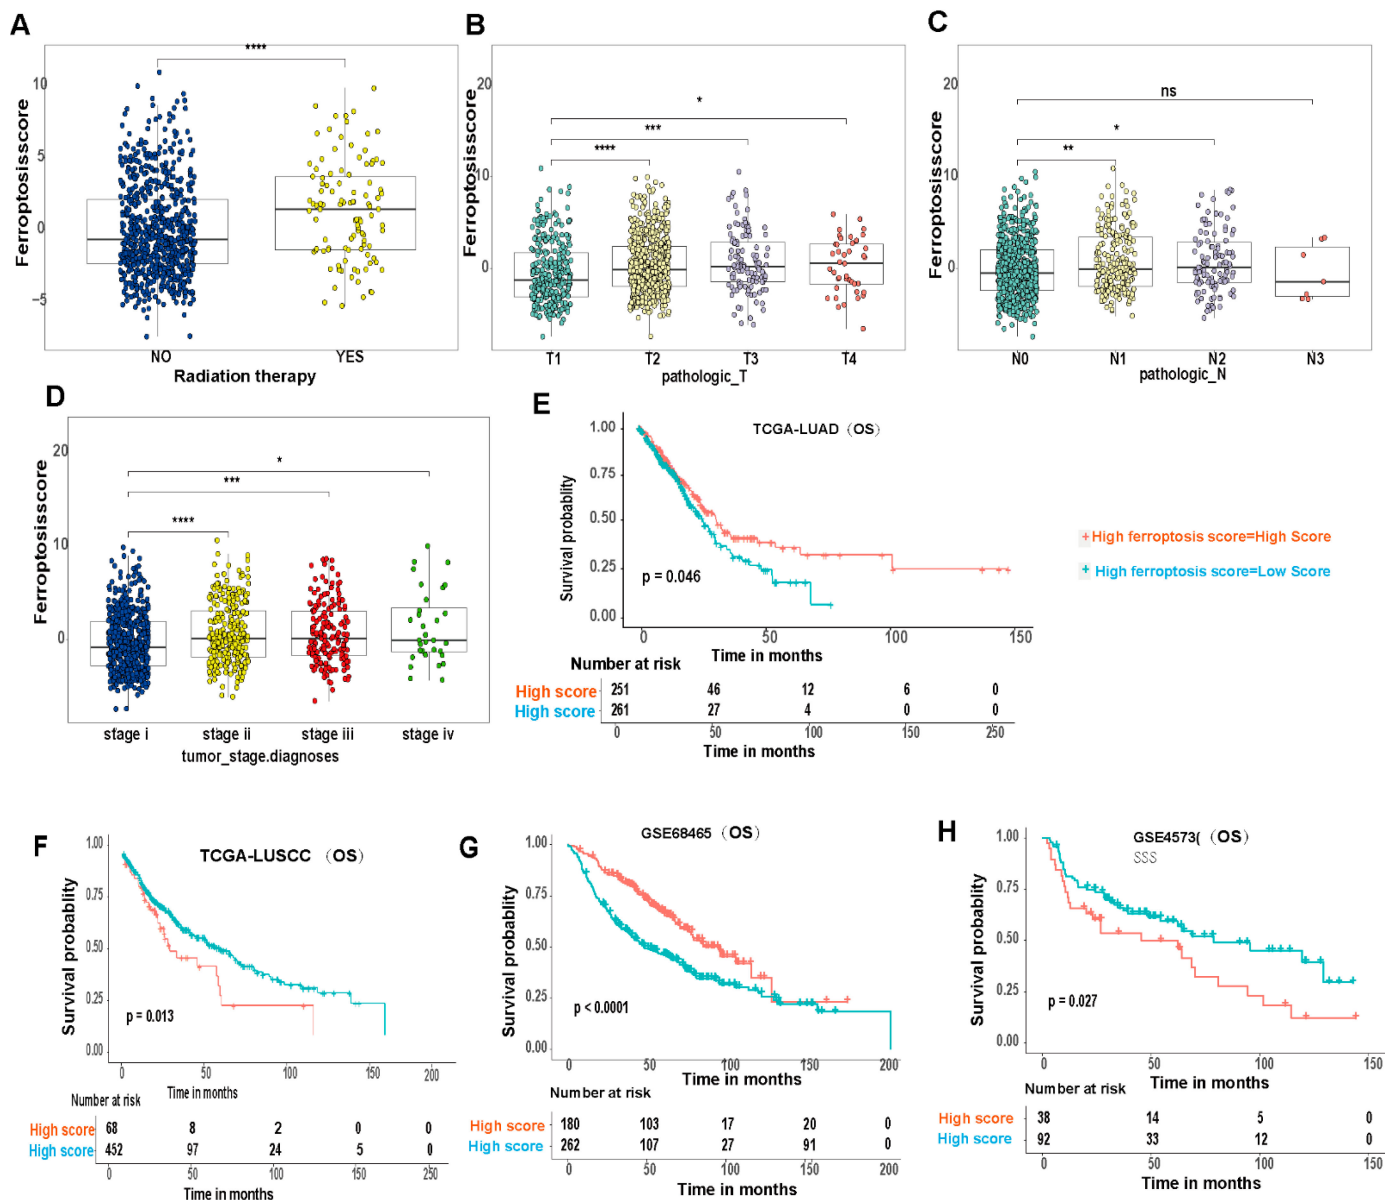 A
****
Ferroptosisscore
10
5
0
−5
NO YES
Radiation therapy
B
*
***
****
Ferroptosisscore
20
10
0
T1 T2 T3 T4
pathologic_T
C
ns
*
**
Ferroptosisscore
20
10
0
N0 N1 N2 N3
pathologic_N
D
*
***
****
Ferroptosisscore
20
10
0
stage i stage ii stage iii stage iv
tumor_stage.diagnoses
E
TCGA-LUAD（OS）
Survival probablity
1.00
0.75
0.50
0.25
0.00
p = 0.046
0 50 100 150
Time in months
Number at risk
High score 251 46 12 6 0
High score 261 27 4 0 0
0 50 100 150 250
Time in months
High ferroptosis score=High Score
High ferroptosis score=Low Score
F
TCGA-LUSCC （OS）
Survival probablity
1.00
0.75
0.50
0.25
0.00
p = 0.013
0 50 100 150 200
Time in months
Number at risk
High score 68 8 2 0 0
High score 452 97 24 5 0
0 50 100 150 200 250
Time in months
G
GSE68465 （OS）
Survival probablity
1.00
0.75
0.50
0.25
0.00
p < 0.0001
0 50 100 150 200
Time in months
Number at risk
High score 180 103 17 20 0
High score 262 107 27 91 0
0 50 100 150 200
Time in months
H
GSE4573(（OS）
SSS
Survival probablity
1.00
0.75
0.50
0.25
0.00
p = 0.027
0 50 100 150
Time in months
Number at risk
High score 38 14 5 0
High score 92 33 12 0
0 50 100 150
Time in months